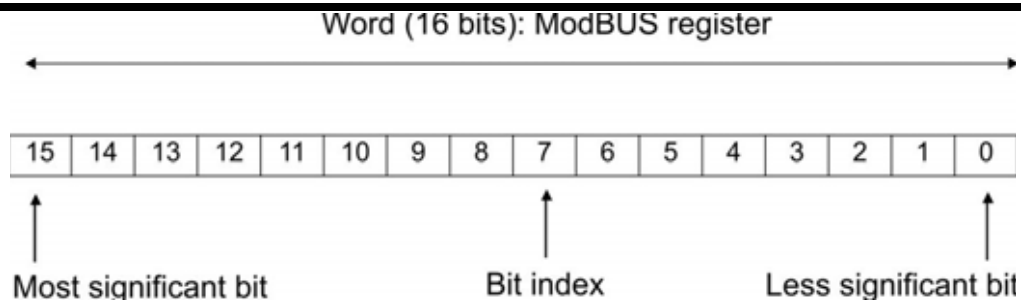 Word (16 bits): ModBUS register
15 14 13 12 11 10 9 8 7 6 5 4 3 2 1 0
Most significant bit Bit index Less significant bit